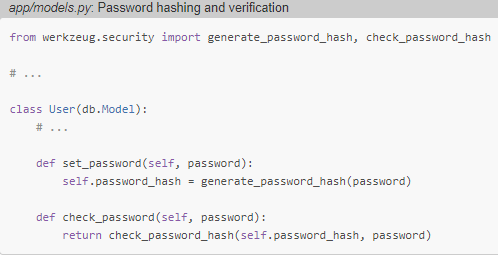 app/models.py: Password hashing and verification
from werkzeug.security import generate_password_hash, check_password_hash
# ...
class User(db.Model):
    # ...
    def set_password(self, password):
        self.password_hash = generate_password_hash(password)
    def check_password(self, password):
        return check_password_hash(self.password_hash, password)